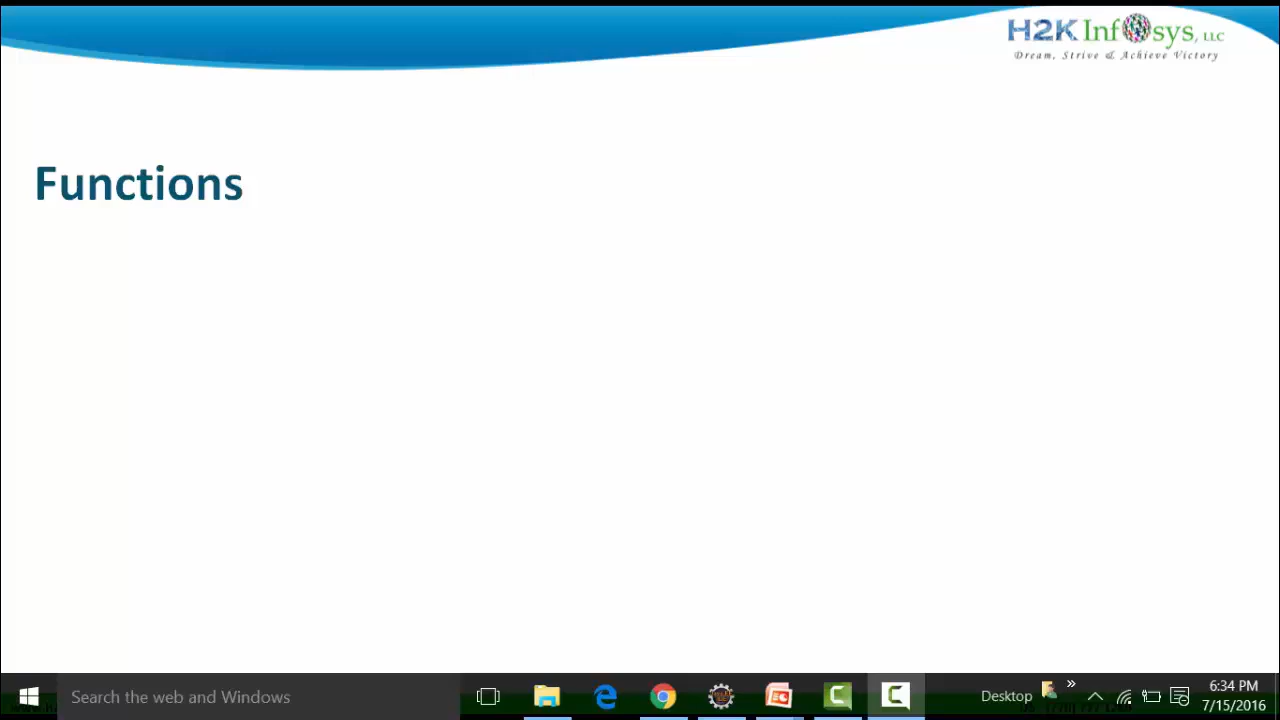 H2K Infosys, LLC
Dream, Strive & Achieve Victory
Functions
Search the web and Windows
Desktop
»
6:34 PM
7/15/2016